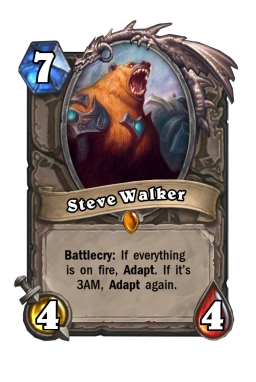 7
Steve Walker
Battlecry: If everything
is on fire, Adapt. If it's
3AM, Adapt again.
4
4